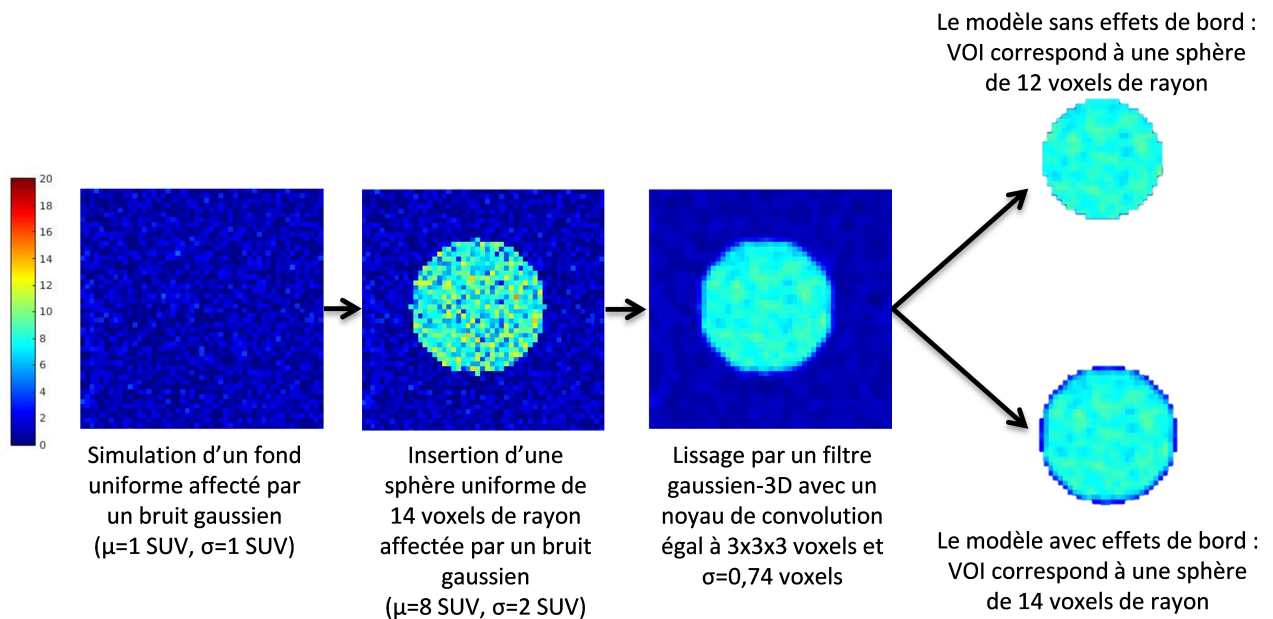 Le modèle sans effets de bord :
VOI correspond à une sphère
de 12 voxels de rayon
20
18
16
14
12
10
8
6
4
2
0
Simulation d’un fond
uniforme affecté par
un bruit gaussien
(μ=1 SUV, σ=1 SUV)
Insertion d’une
sphère uniforme de
14 voxels de rayon
affectée par un bruit
gaussien
(μ=8 SUV, σ=2 SUV)
Lissage par un filtre
gaussien-3D avec un
noyau de convolution
égal à 3x3x3 voxels et
σ=0,74 voxels
Le modèle avec effets de bord :
VOI correspond à une sphère
de 14 voxels de rayon